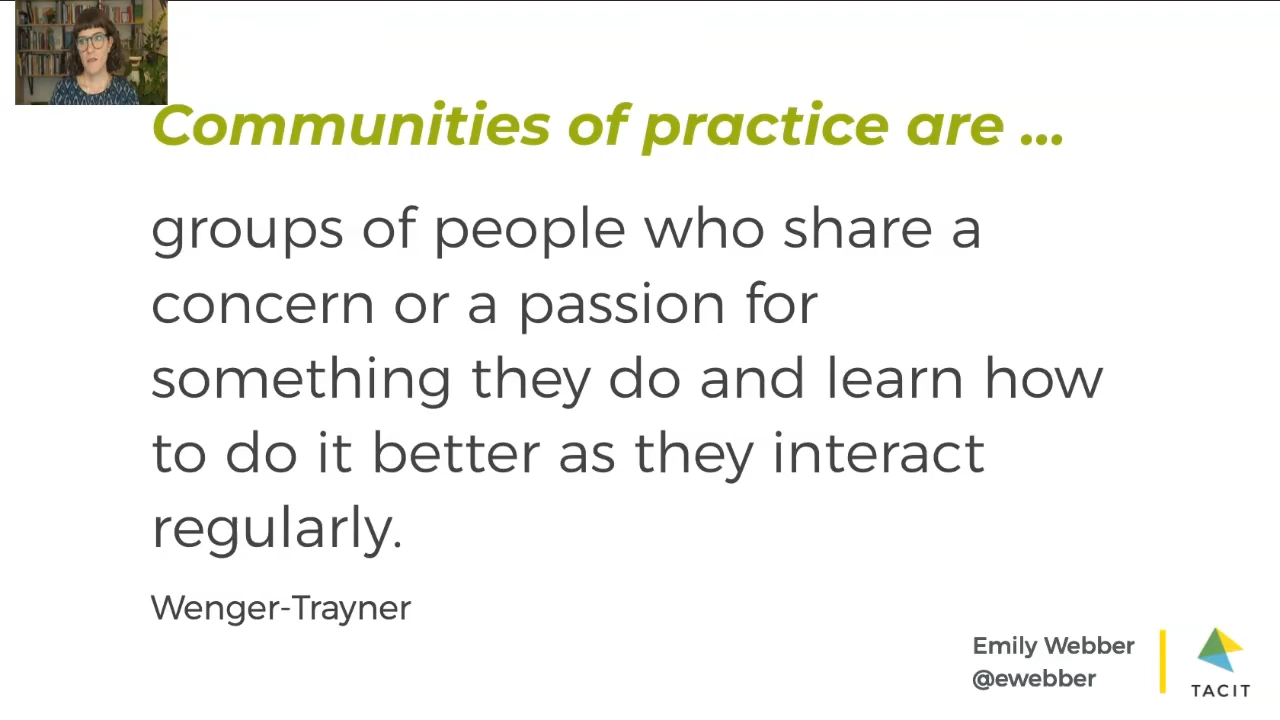 Communities of practice are ...
groups of people who share a
concern or a passion for
something they do and learn how
to do it better as they interact
regularly.
Wenger-Trayner
Emily Webber
@ewebber
TACIT